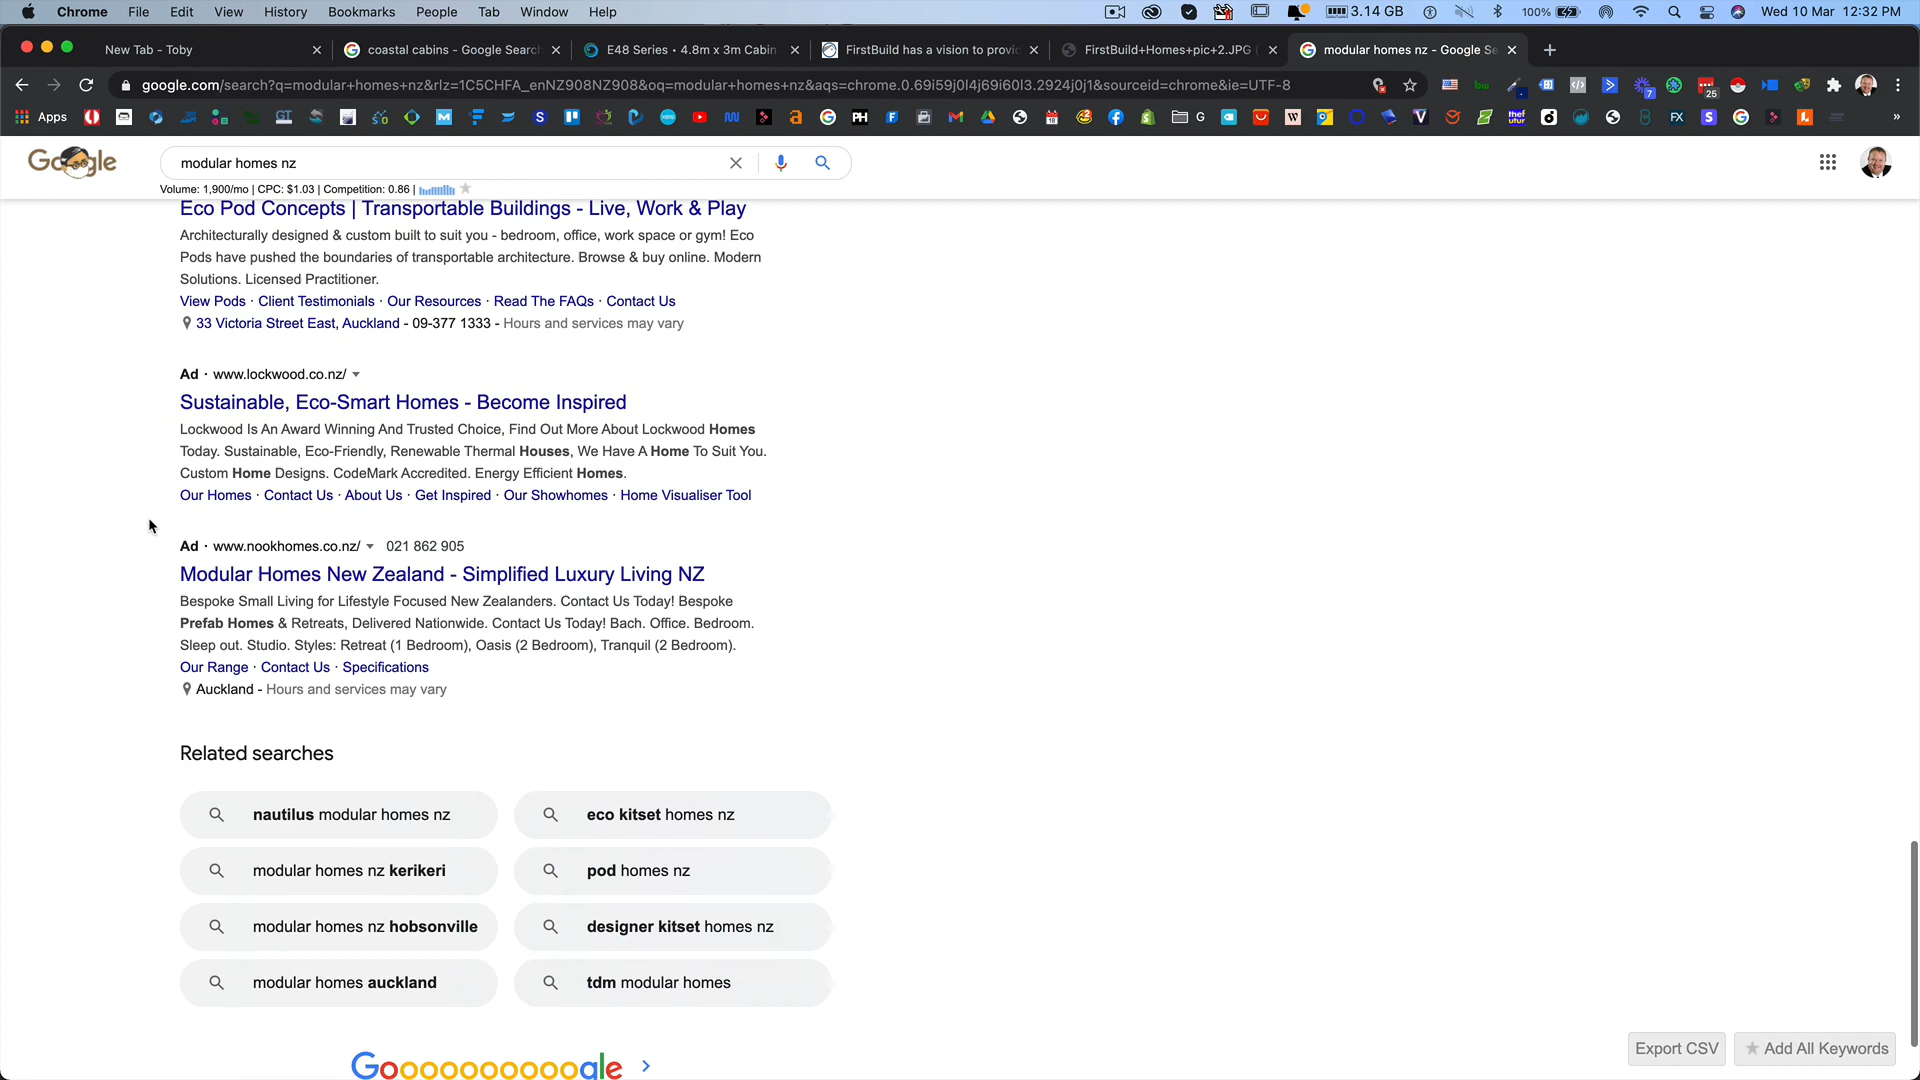 Chrome File Edit View History Bookmarks People Tab Window Help 3.14 GB 100% Wed 10 Mar 12:32 PM
New Tab - Toby coastal cabins - Google Search E48 Series • 4.8m x 3m Cabin FirstBuild has a vision to provid FirstBuild+Homes+pic+2.JPG ( modular homes nz - Google Se
google.com/search?q=modular+homes+nz&rlz=1C5CHFA_enNZ908NZ908&oq=modular+homes+nz&aqs=chrome.0.69i59j0l4j69i60l3.2924j0j1&sourceid=chrome&ie=UTF-8 7 25
Apps GT PH 18 G W V thef utur FX S »
Google modular homes nz
Volume: 1,900/mo | CPC: $1.03 | Competition: 0.86 |
Eco Pod Concepts | Transportable Buildings - Live, Work & Play
Architecturally designed & custom built to suit you - bedroom, office, work space or gym! Eco
Pods have pushed the boundaries of transportable architecture. Browse & buy online. Modern
Solutions. Licensed Practitioner.
View Pods · Client Testimonials · Our Resources · Read The FAQs · Contact Us
33 Victoria Street East, Auckland - 09-377 1333 - Hours and services may vary
Ad · www.lockwood.co.nz/
Sustainable, Eco-Smart Homes - Become Inspired
Lockwood Is An Award Winning And Trusted Choice, Find Out More About Lockwood Homes
Today. Sustainable, Eco-Friendly, Renewable Thermal Houses, We Have A Home To Suit You.
Custom Home Designs. CodeMark Accredited. Energy Efficient Homes.
Our Homes · Contact Us · About Us · Get Inspired · Our Showhomes · Home Visualiser Tool
Ad · www.nookhomes.co.nz/ 021 862 905
Modular Homes New Zealand - Simplified Luxury Living NZ
Bespoke Small Living for Lifestyle Focused New Zealanders. Contact Us Today! Bespoke
Prefab Homes & Retreats, Delivered Nationwide. Contact Us Today! Bach. Office. Bedroom.
Sleep out. Studio. Styles: Retreat (1 Bedroom), Oasis (2 Bedroom), Tranquil (2 Bedroom).
Our Range · Contact Us · Specifications
Auckland - Hours and services may vary
Related searches
nautilus modular homes nz eco kitset homes nz
modular homes nz kerikeri pod homes nz
modular homes nz hobsonville designer kitset homes nz
modular homes auckland tdm modular homes
Export CSV Add All Keywords
Goooooooooogle